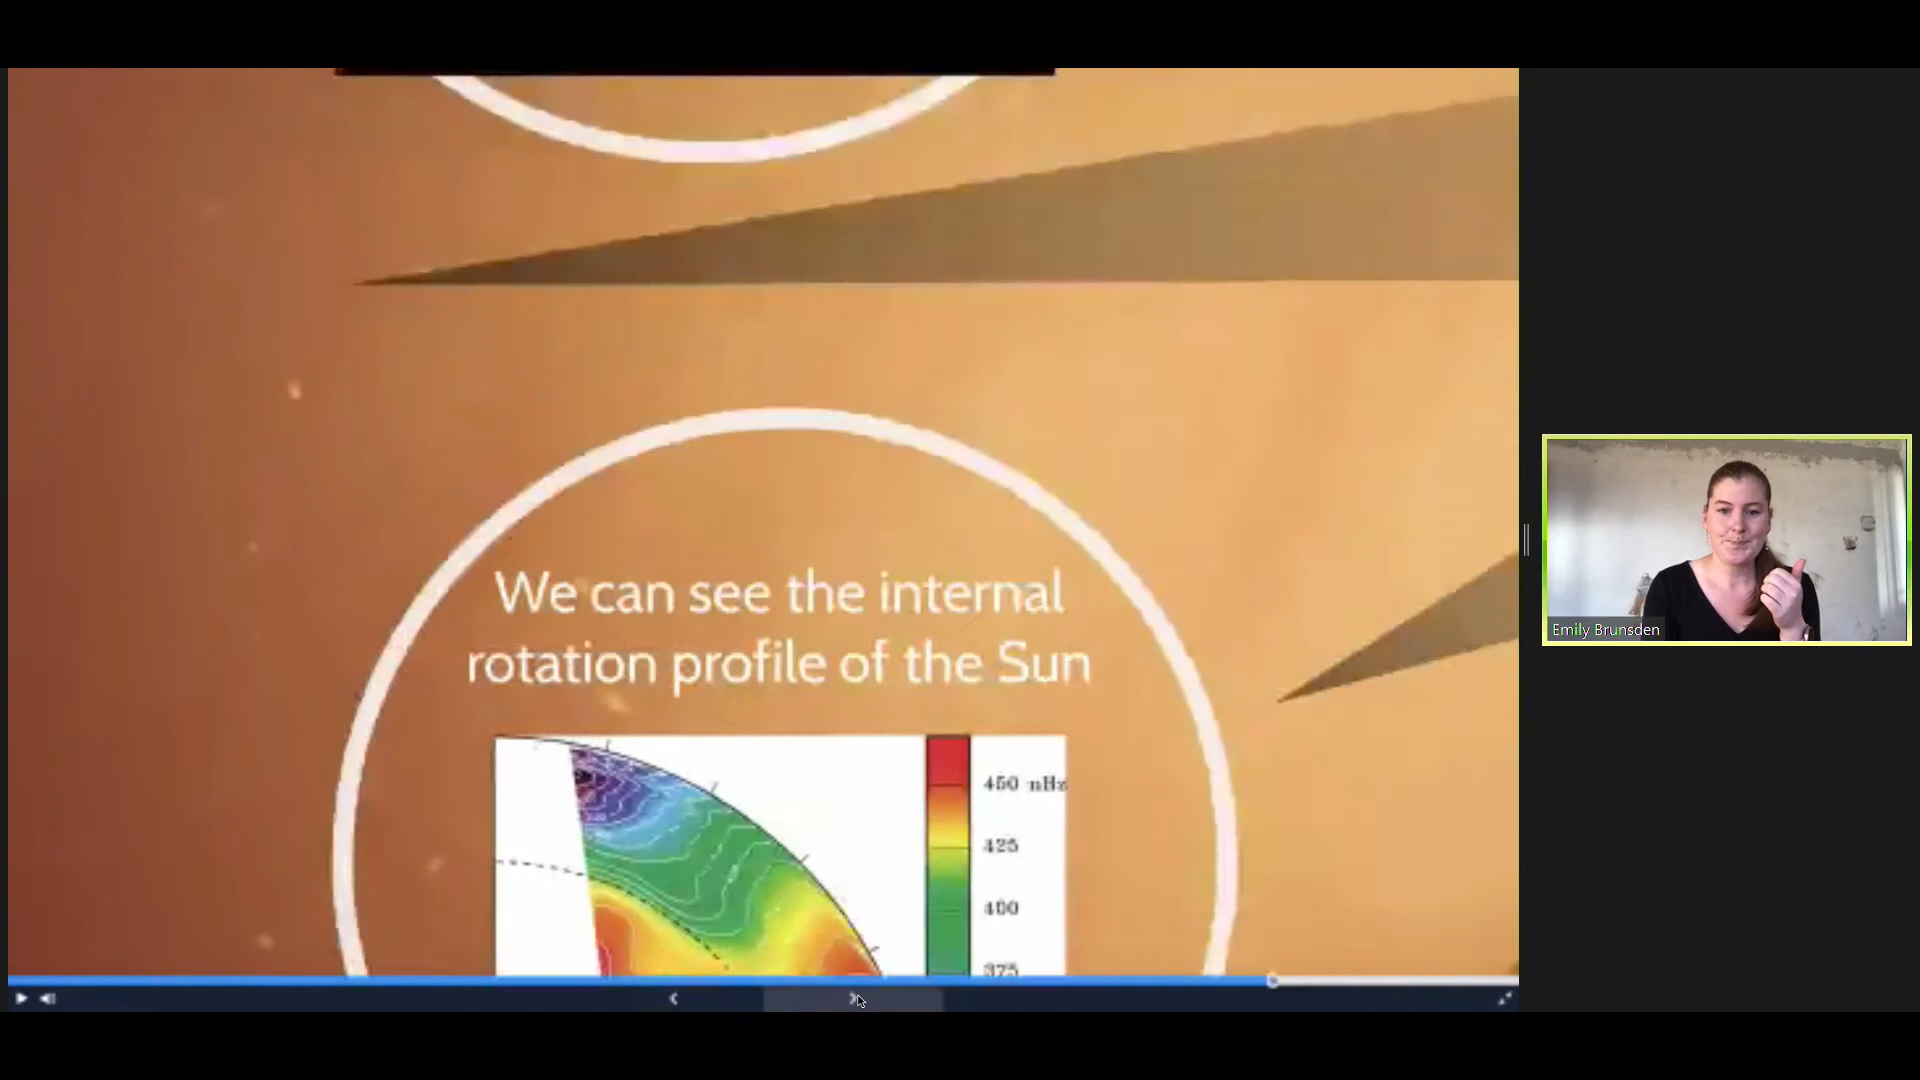 We can see the internal
rotation profile of the Sun
450 nHz
425
400
375
Emily Brunsden